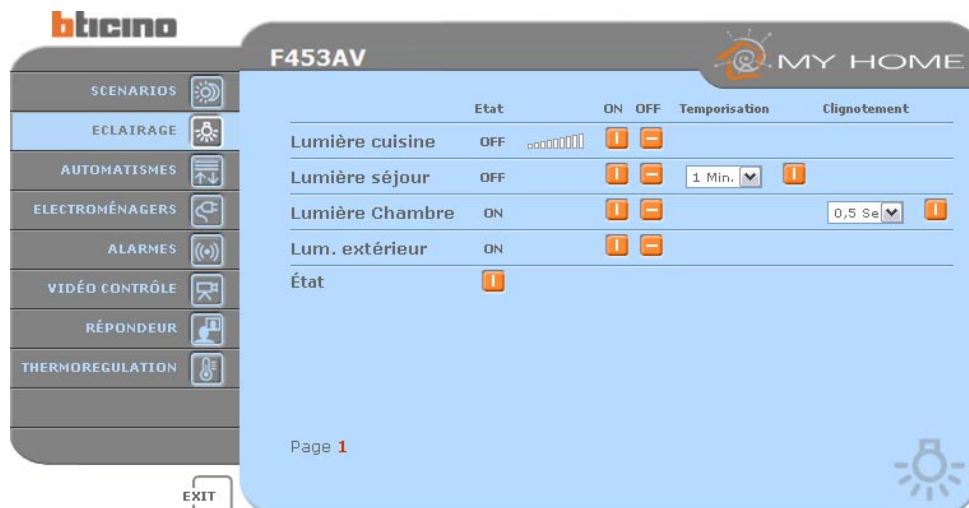 bticino
F453AV
MY HOME
SCENARIOS
ECLAIRAGE
AUTOMATISMES
ELECTROMÉNAGERS
ALARMES
VIDÉO CONTRÔLE
RÉPONDEUR
THERMOREGULATION
EXIT
Etat ON OFF Temporisation Clignotement
Lumière cuisine OFF
Lumière séjour OFF 1 Min.
Lumière Chambre ON 0,5 Se
Lum. extérieur ON
État
Page 1